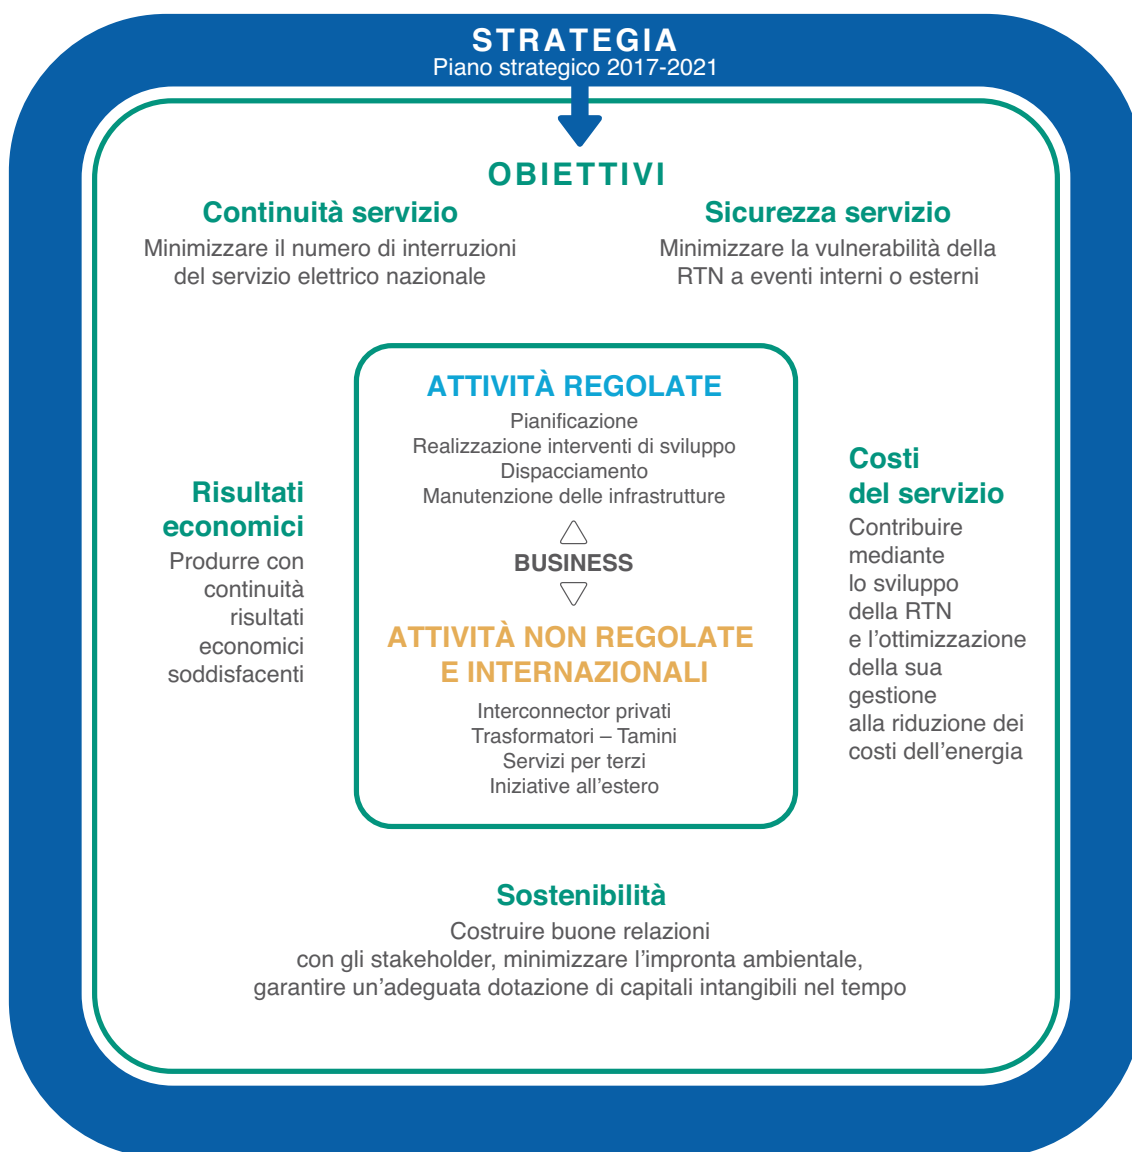 STRATEGIA
Piano strategico 2017-2021
OBIETTIVI
Continuità servizio
Minimizzare il numero di interruzioni
del servizio elettrico nazionale
Sicurezza servizio
Minimizzare la vulnerabilità della
RTN a eventi interni o esterni
Risultati
economici
Produrre con
continuità
risultati
economici
soddisfacenti
ATTIVITÀ REGOLATE
Pianificazione
Realizzazione interventi di sviluppo
Dispacciamento
Manutenzione delle infrastrutture
BUSINESS
ATTIVITÀ NON REGOLATE
E INTERNAZIONALI
Interconnector privati
Trasformatori – Tamini
Servizi per terzi
Iniziative all’estero
Costi
del servizio
Contribuire
mediante
lo sviluppo
della RTN
e l’ottimizzazione
della sua
gestione
alla riduzione dei
costi dell’energia
Sostenibilità
Costruire buone relazioni
con gli stakeholder, minimizzare l’impronta ambientale,
garantire un’adeguata dotazione di capitali intangibili nel tempo